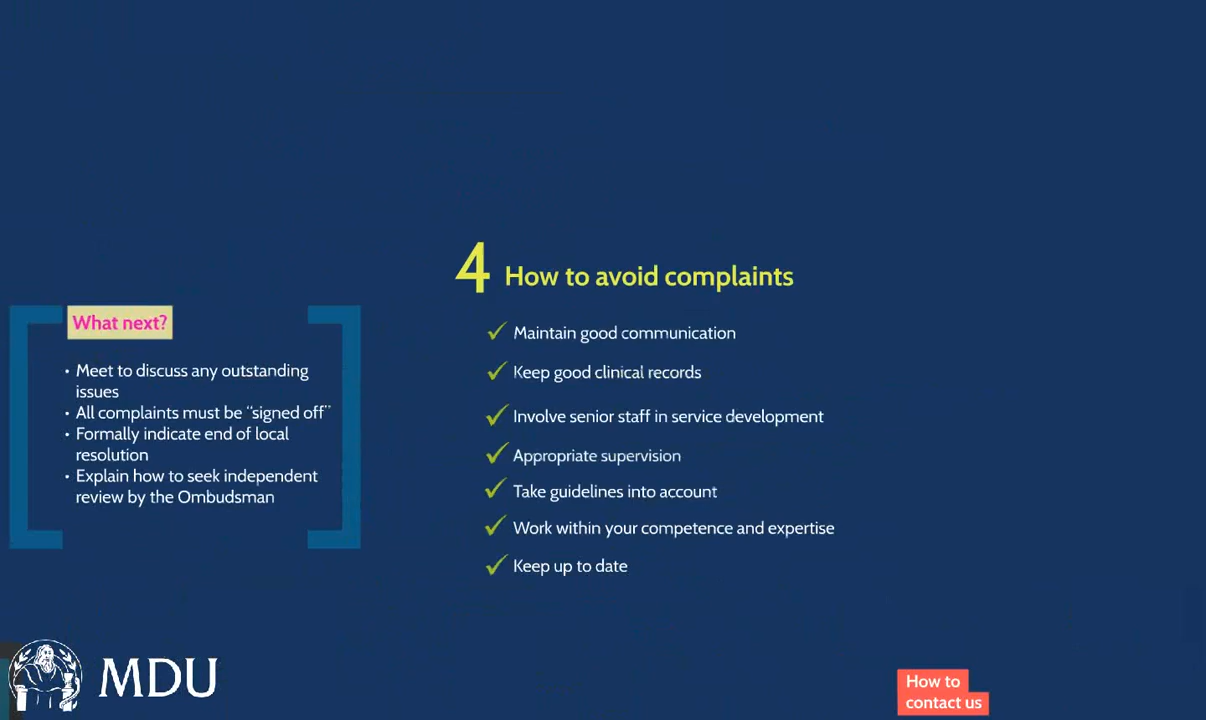 What next?
• Meet to discuss any outstanding
issues
• All complaints must be “signed off”
• Formally indicate end of local
resolution
• Explain how to seek independent
review by the Ombudsman
4 How to avoid complaints
✓ Maintain good communication
✓ Keep good clinical records
✓ Involve senior staff in service development
✓ Appropriate supervision
✓ Take guidelines into account
✓ Work within your competence and expertise
✓ Keep up to date
MDU
How to
contact us